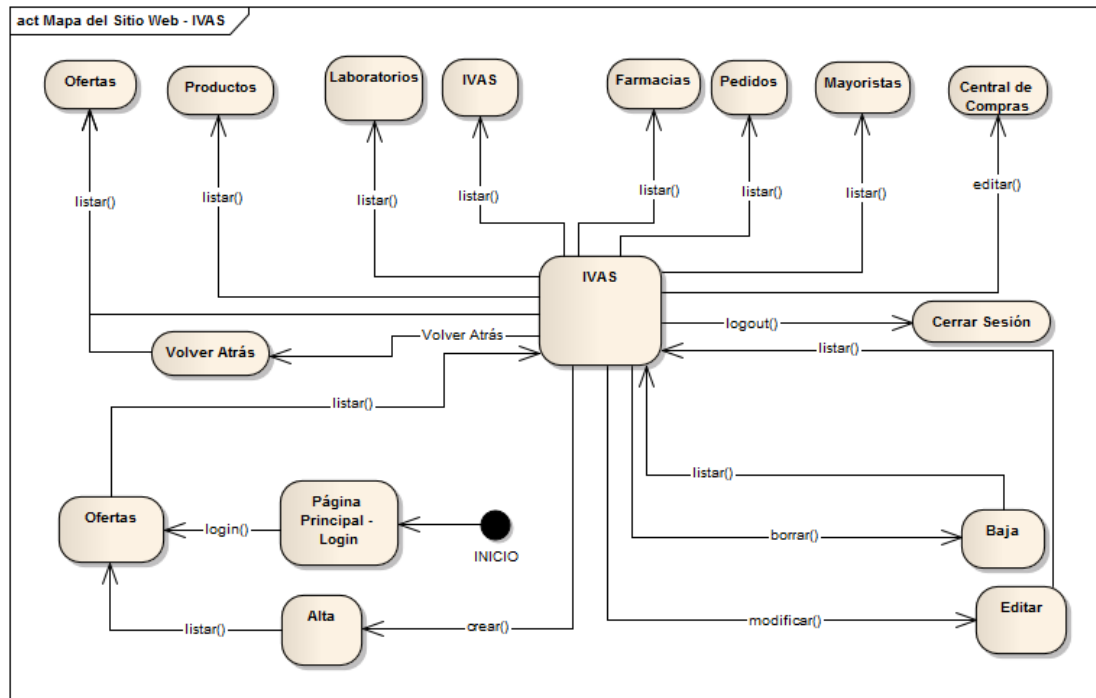 act Mapa del Sitio Web - IVAS
Ofertas
Productos
Laboratorios
IVAS
Farmacias
Pedidos
Mayoristas
Central de
Compras
listar()
listar()
listar()
listar()
listar()
listar()
listar()
editar()
IVAS
logout()
Cerrar Sesión
Volver Atrás
Volver Atrás
listar()
listar()
listar()
Ofertas
login()
Página
Principal -
Login
INICIO
borrar()
Baja
listar()
Alta
crear()
modificar()
Editar